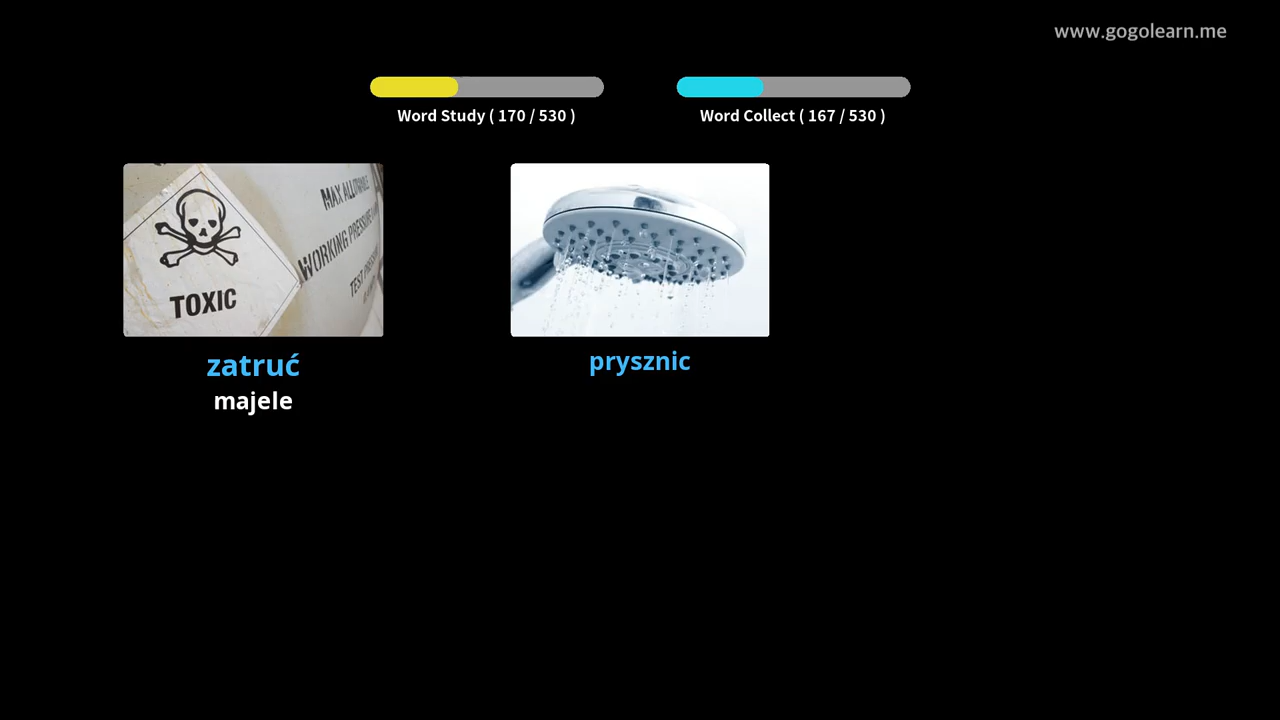 www.gogolearn.me
Word Study ( 170 / 530 )
Word Collect ( 167 / 530 )
MAX ALLOWABLE
WORKING PRESSURE
TEST PRESSURE
TOXIC
zatruć
majele
prysznic